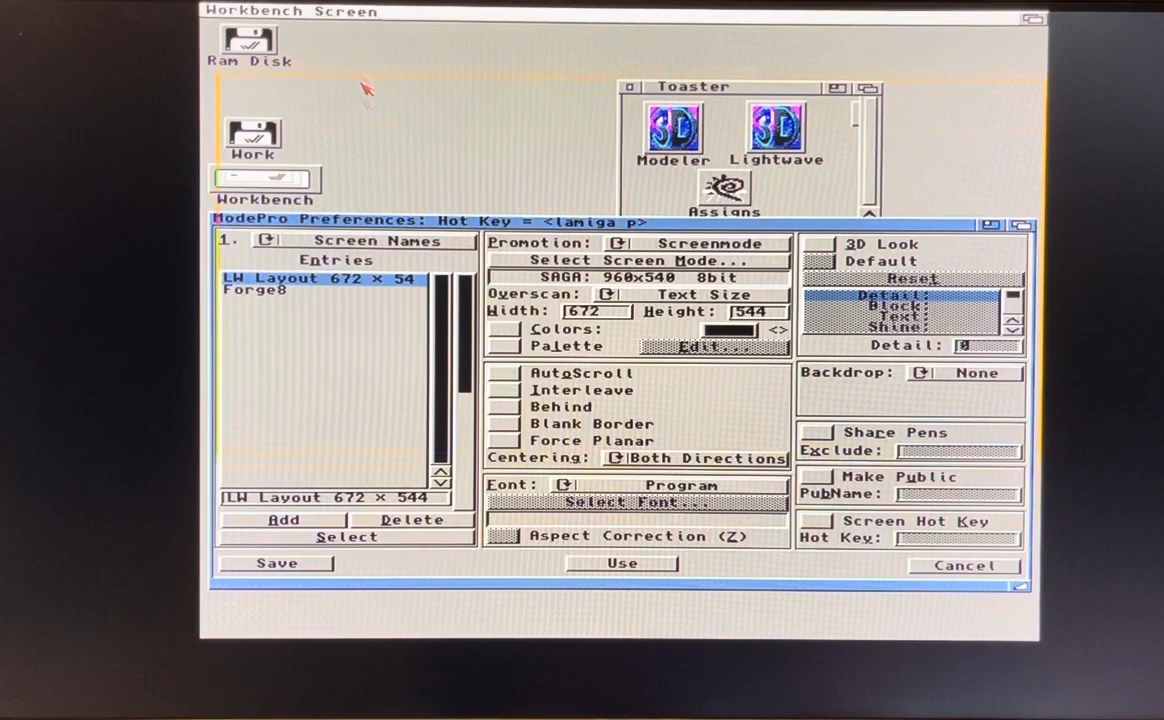 Workbench Screen
Ram Disk
Toaster
3D
3D
Modeler
Lightwave
Work
Workbench
Assigns
ModePro Preferences: Hot Key = <lamiga p>
1.
Screen Names
Entries
LW Layout 672 x 54
Forge8
LW Layout 672 x 544
Add
Delete
Select
Promotion:
Screenmode
Select Screen Mode...
SAGA: 960x540 8bit
Overscan:
Text Size
Width:
672
Height:
544
Colors:
<>
Palette
Edit...
AutoScroll
Interleave
Behind
Blank Border
Force Planar
Centering:
Both Directions
Font:
Program
Select Font...
Aspect Correction (Z)
3D Look
Default
Reset
Detail:
Block:
Text:
Shine:
Detail:
0
Backdrop:
None
Share Pens
Exclude:
Make Public
PubName:
Screen Hot Key
Hot Key:
Save
Use
Cancel